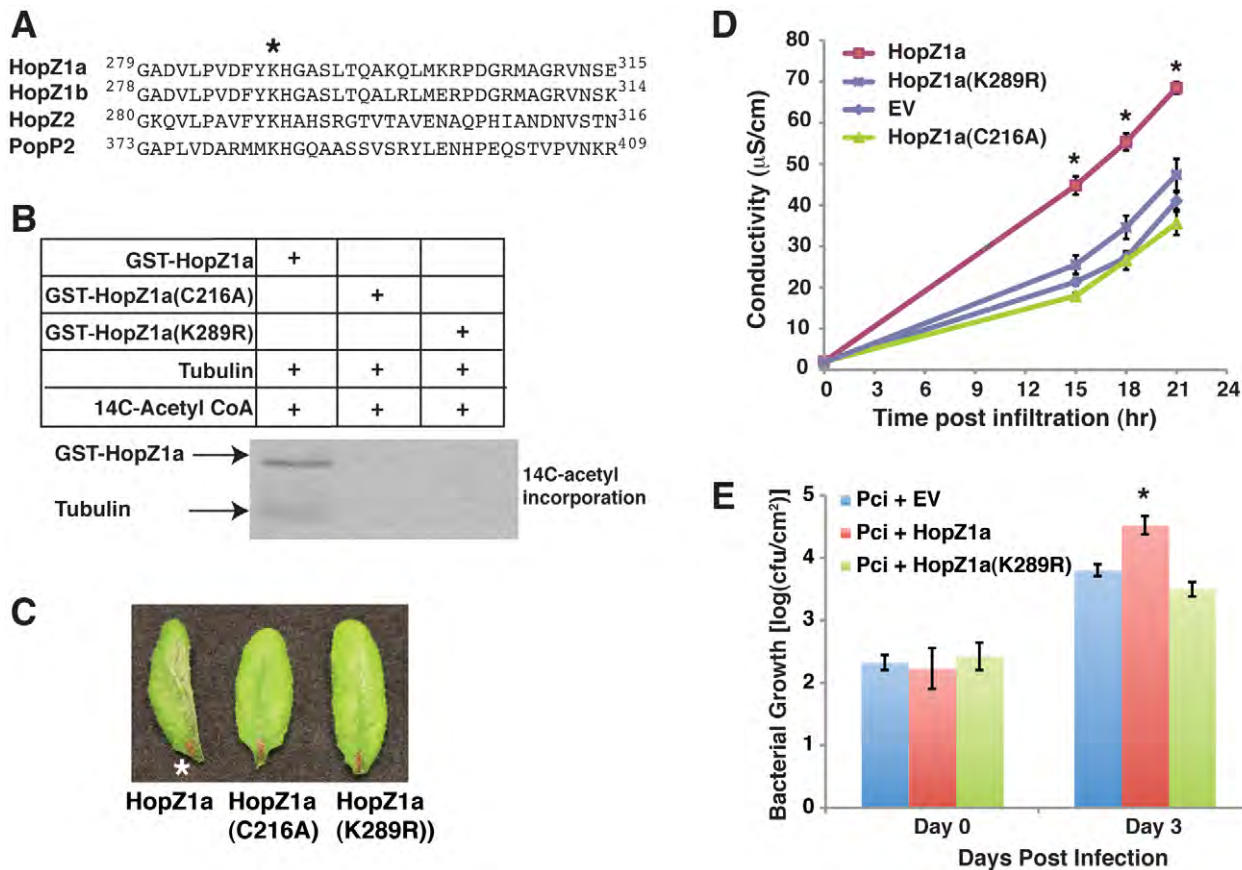 A
*
HopZ1a 279GADVLPVDFYKHGASLTQAKQLMKRPDGRMAGRVNSE315
HopZ1b 278GADVLPVDFYKHGASLTQALRLMERPDGRMAGRVNSK314
HopZ2 280GKQVLPAVFYKHAHSRGTVTAVENAQPHIANDNVSTN316
PopP2 373GAPLVDARMMKHGQAASSVSRYLENHPEQSTVPVNKR409
B
GST-HopZ1a +
GST-HopZ1a(C216A) +
GST-HopZ1a(K289R) +
Tubulin + + +
14C-Acetyl CoA + + +
GST-HopZ1a
Tubulin
14C-acetyl
incorporation
C
*
HopZ1a
HopZ1a
(C216A)
HopZ1a
(K289R))
D
Conductivity (µS/cm)
80
70
60
50
40
30
20
10
0
HopZ1a
HopZ1a(K289R)
EV
HopZ1a(C216A)
* * *
0 3 6 9 12 15 18 21 24
Time post infiltration (hr)
E
Bacterial Growth [log(cfu/cm²)]
5
4
3
2
1
0
Pci + EV
Pci + HopZ1a
Pci + HopZ1a(K289R)
*
Day 0 Day 3
Days Post Infection